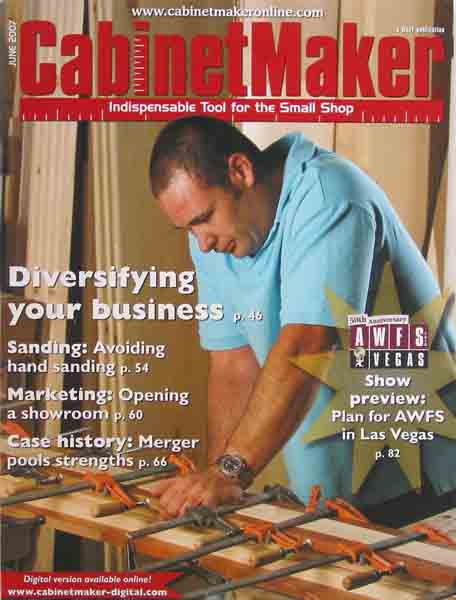 www.cabinetmakeronline.com
JUNE 2007
CabinetMaker
Indispensable Tool for the Small Shop
Diversifying
your business p. 46
Sanding: Avoiding
hand sanding p. 54
Marketing: Opening
a showroom p. 60
Case history: Merger
pools strengths p. 66
50th Anniversary
AWFS
VEGAS
Show
preview:
Plan for AWFS
in Las Vegas
p. 82
Digital version available online!
www.cabinetmaker-digital.com